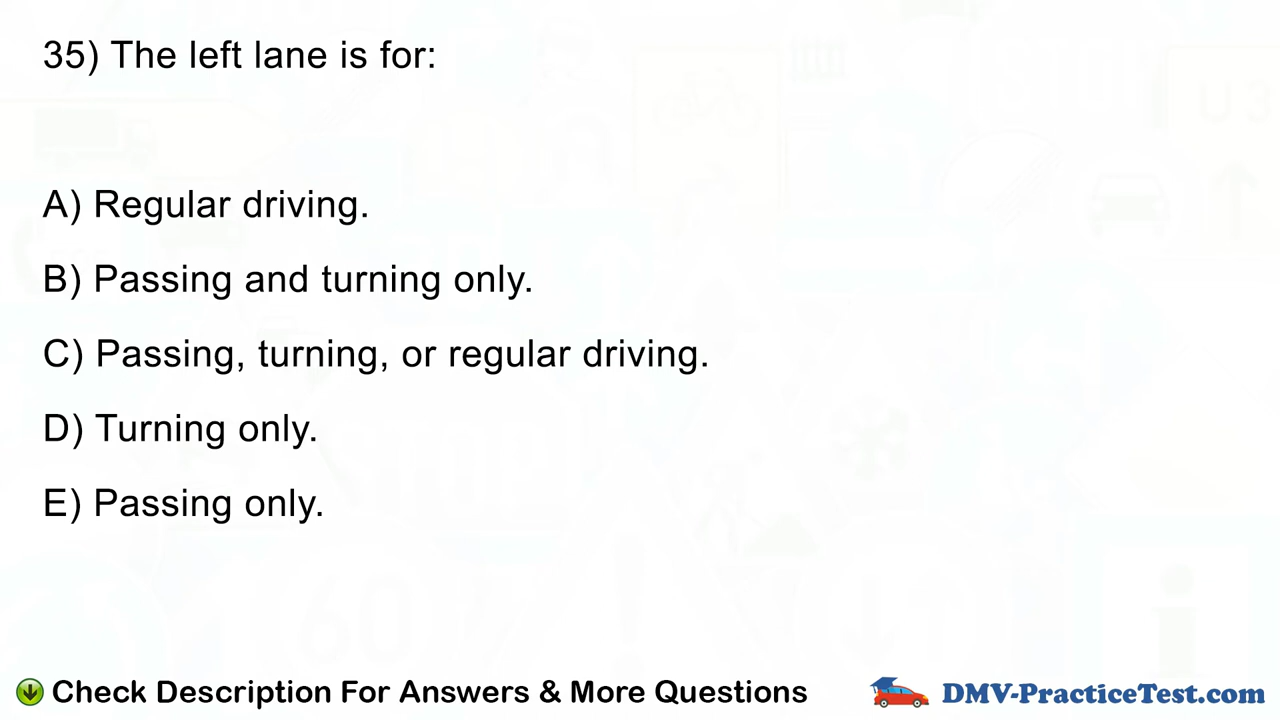 35) The left lane is for:
A) Regular driving.
B) Passing and turning only.
C) Passing, turning, or regular driving.
D) Turning only.
E) Passing only.
Check Description For Answers & More Questions
DMV-PracticeTest.com